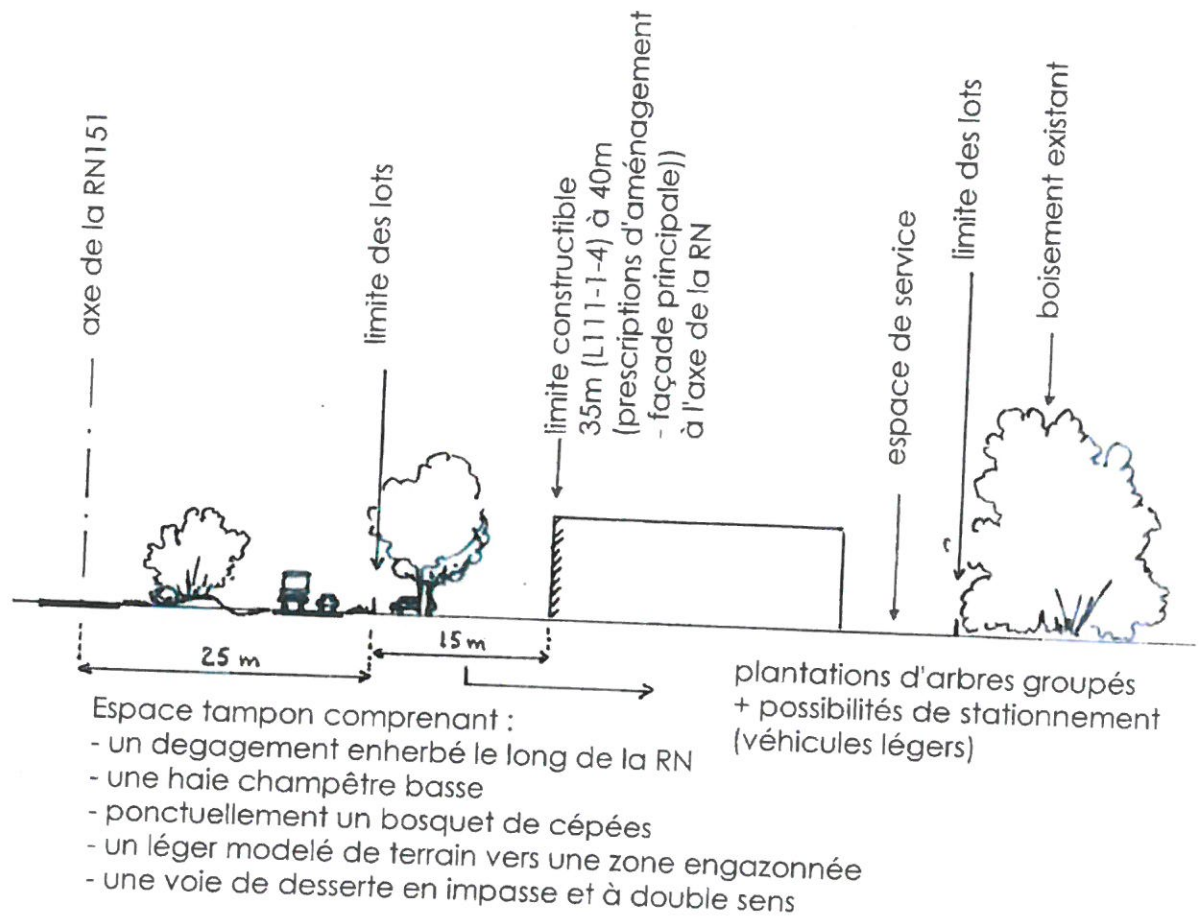 axe de la RN151
limite des lots
limite constructible
35m (L111-1-4) à 40m
(prescriptions d'aménagement
- façade principale))
à l'axe de la RN
espace de service
limite des lots
boisement existant
25 m
15 m
Espace tampon comprenant :
- un degagement enherbé le long de la RN
- une haie champêtre basse
- ponctuellement un bosquet de cépées
- un léger modelé de terrain vers une zone engazonnée
- une voie de desserte en impasse et à double sens
plantations d'arbres groupés
+ possibilités de stationnement
(véhicules légers)